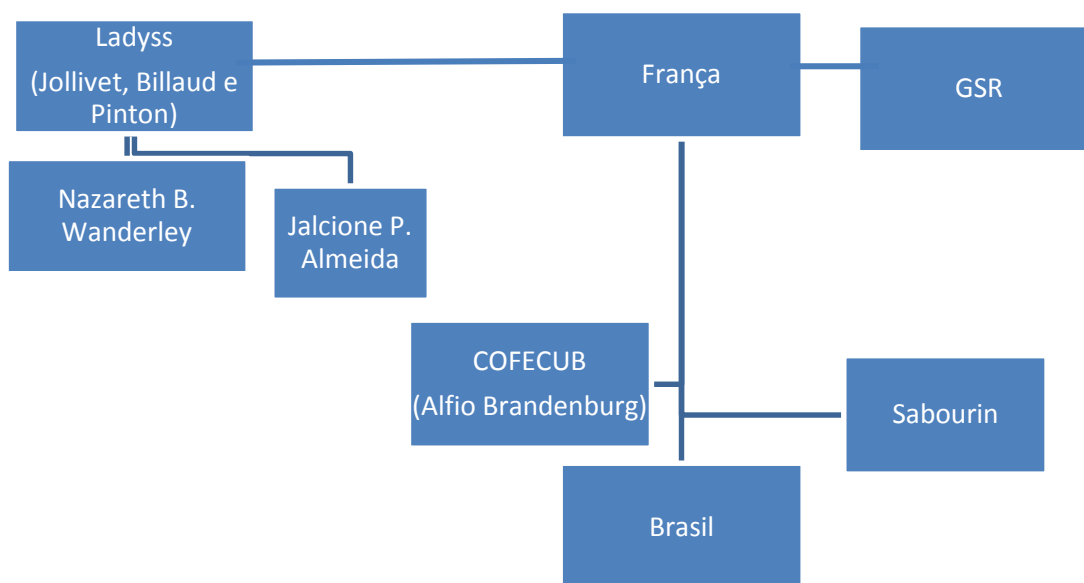 Ladyss
(Jollivet, Billaud e
Pinton)
França
GSR
Nazareth B.
Wanderley
Jalcione P.
Almeida
COFECUB
(Alfio Brandenburg)
Sabourin
Brasil